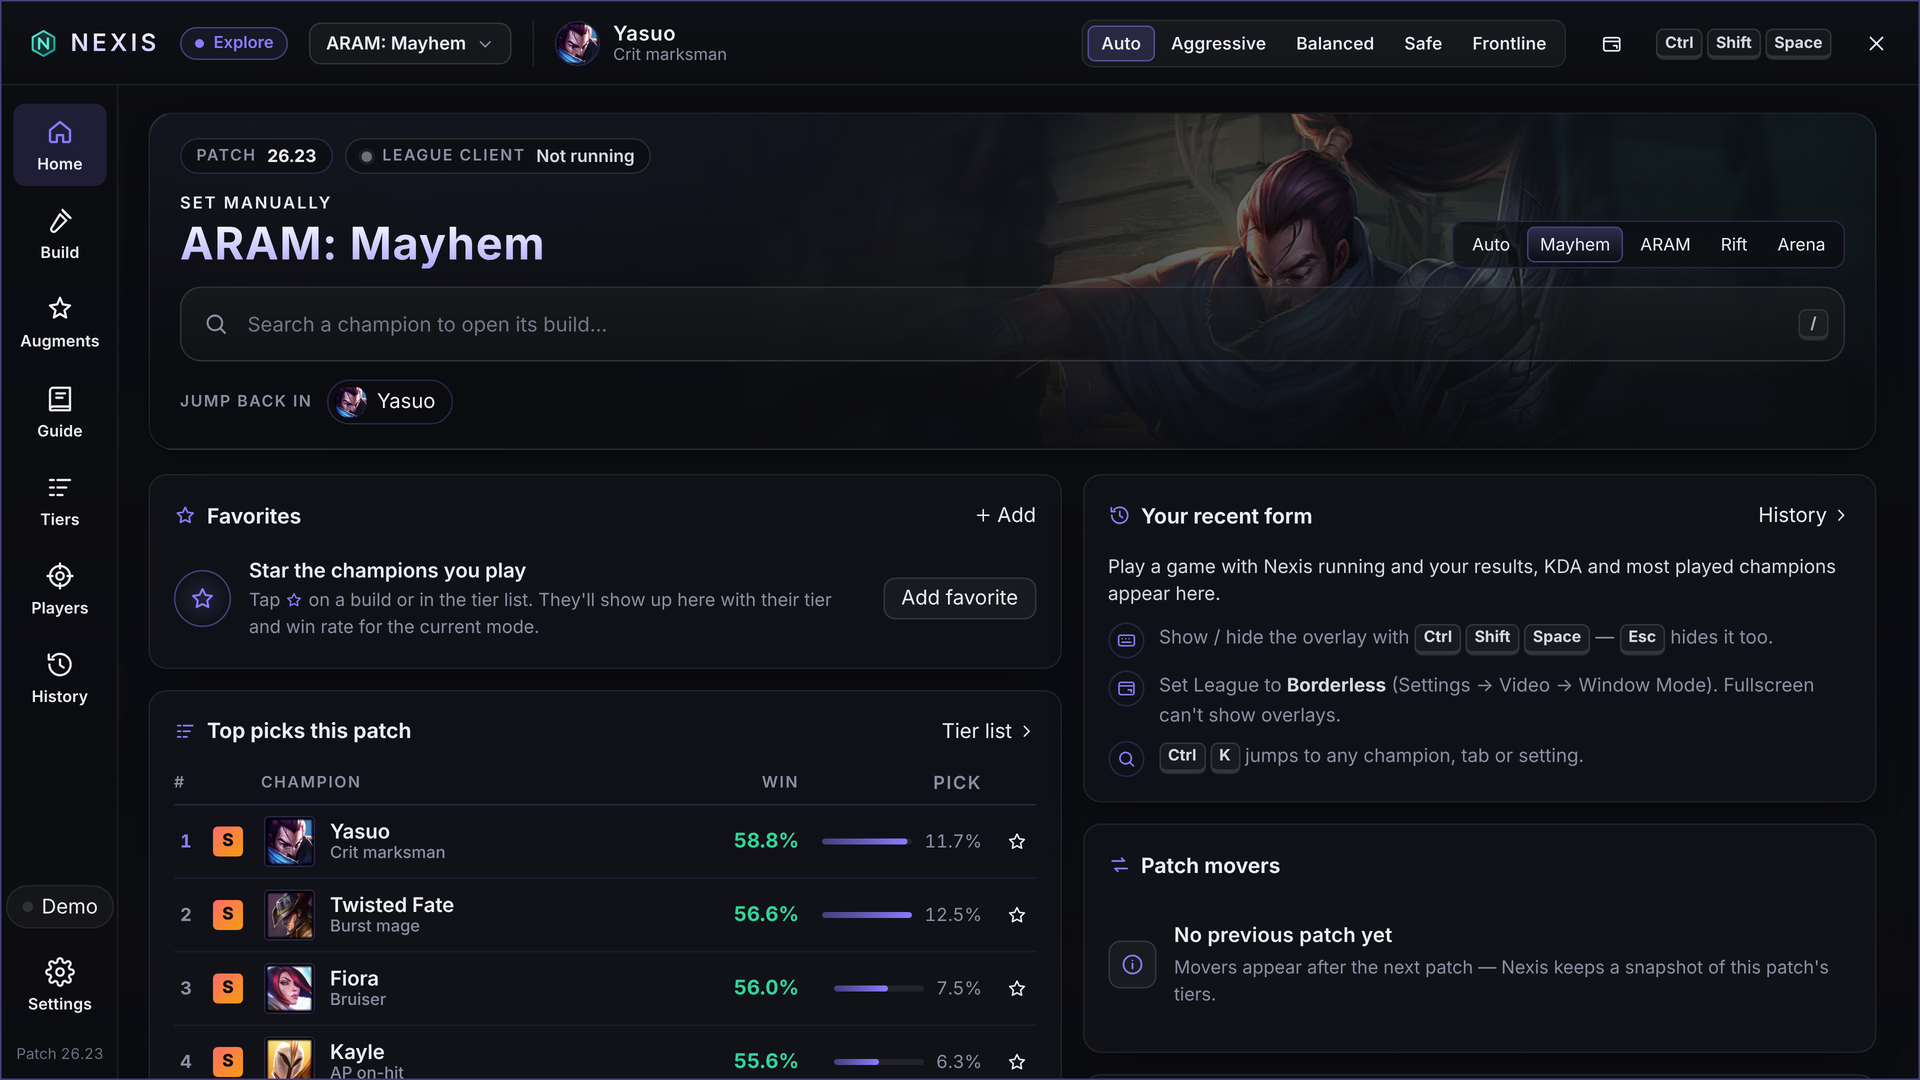 NEXIS
Explore
ARAM: Mayhem
Yasuo
Crit marksman
Auto
Aggressive
Balanced
Safe
Frontline
Ctrl
Shift
Space
Home
Build
Augments
Guide
Tiers
Players
History
Demo
Settings
Patch 26.23
PATCH 26.23
LEAGUE CLIENT Not running
SET MANUALLY
ARAM: Mayhem
Auto
Mayhem
ARAM
Rift
Arena
Search a champion to open its build...
/
JUMP BACK IN
Yasuo
Favorites
+ Add
Star the champions you play
Tap ☆ on a build or in the tier list. They'll show up here with their tier
and win rate for the current mode.
Add favorite
Top picks this patch
Tier list
# CHAMPION WIN PICK
1 S Yasuo 58.8% 11.7%
Crit marksman
2 S Twisted Fate 56.6% 12.5%
Burst mage
3 S Fiora 56.0% 7.5%
Bruiser
4 S Kayle 55.6% 6.3%
AP on-hit
Your recent form
History
Play a game with Nexis running and your results, KDA and most played champions
appear here.
Show / hide the overlay with Ctrl Shift Space — Esc hides it too.
Set League to Borderless (Settings → Video → Window Mode). Fullscreen
can't show overlays.
Ctrl K jumps to any champion, tab or setting.
Patch movers
No previous patch yet
Movers appear after the next patch — Nexis keeps a snapshot of this patch's
tiers.